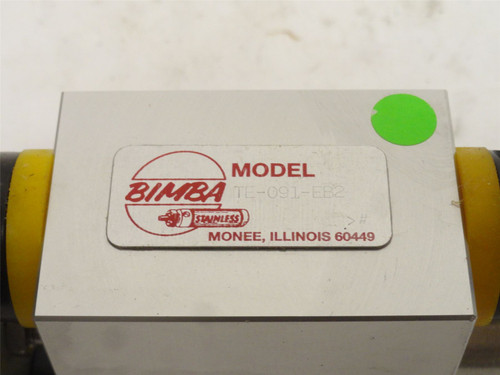 MODEL
BIMBA
TE-091-EB2
STAINLESS
>#
MONEE, ILLINOIS 60449